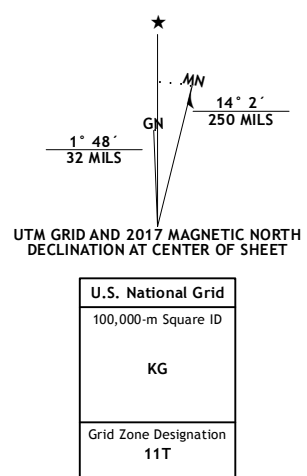 MN
14° 2´
250 MILS
GN
1° 48´
32 MILS
UTM GRID AND 2017 MAGNETIC NORTH
DECLINATION AT CENTER OF SHEET
U.S. National Grid
100,000-m Square ID
KG
Grid Zone Designation
11T